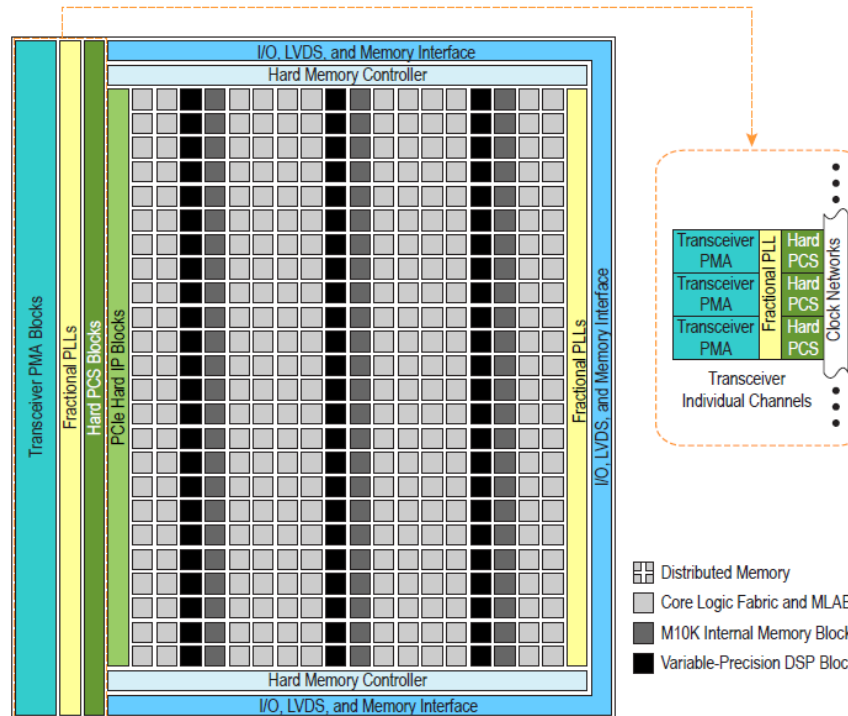 I/O, LVDS, and Memory Interface
Hard Memory Controller
Transceiver PMA Blocks
Fractional PLLs
Hard PCS Blocks
PCIe Hard IP Blocks
Fractional PLLs
I/O, LVDS, and Memory Interface
Hard Memory Controller
I/O, LVDS, and Memory Interface
Transceiver
PMA
Transceiver
PMA
Transceiver
PMA
Fractional PLL
Hard
PCS
Hard
PCS
Hard
PCS
Clock Networks
Transceiver
Individual Channels
Distributed Memory
Core Logic Fabric and MLAB
M10K Internal Memory Block
Variable-Precision DSP Bloc